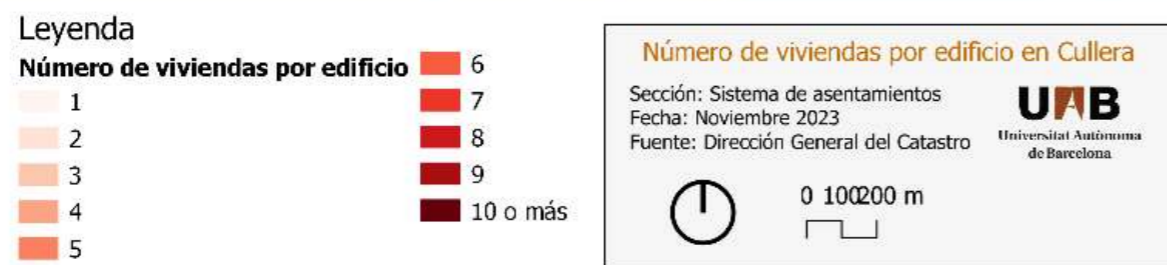 Leyenda
Número de viviendas por edificio
1
2
3
4
5
6
7
8
9
10 o más
Número de viviendas por edificio en Cullera
Sección: Sistema de asentamientos
Fecha: Noviembre 2023
Fuente: Dirección General del Catastro
UAB
Universitat Autònoma
de Barcelona
0 100200 m